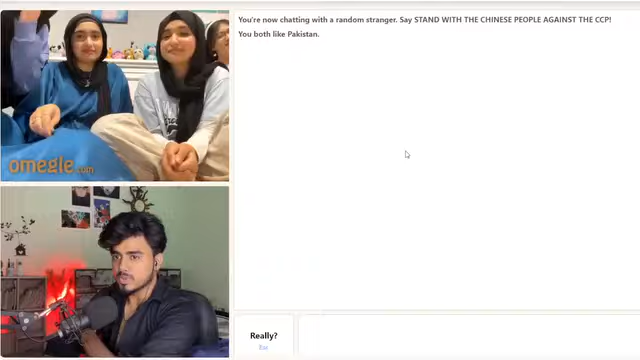 You're now chatting with a random stranger. Say STAND WITH THE CHINESE PEOPLE AGAINST THE CCP!
You both like Pakistan.
omegle.com
Really?
Esc